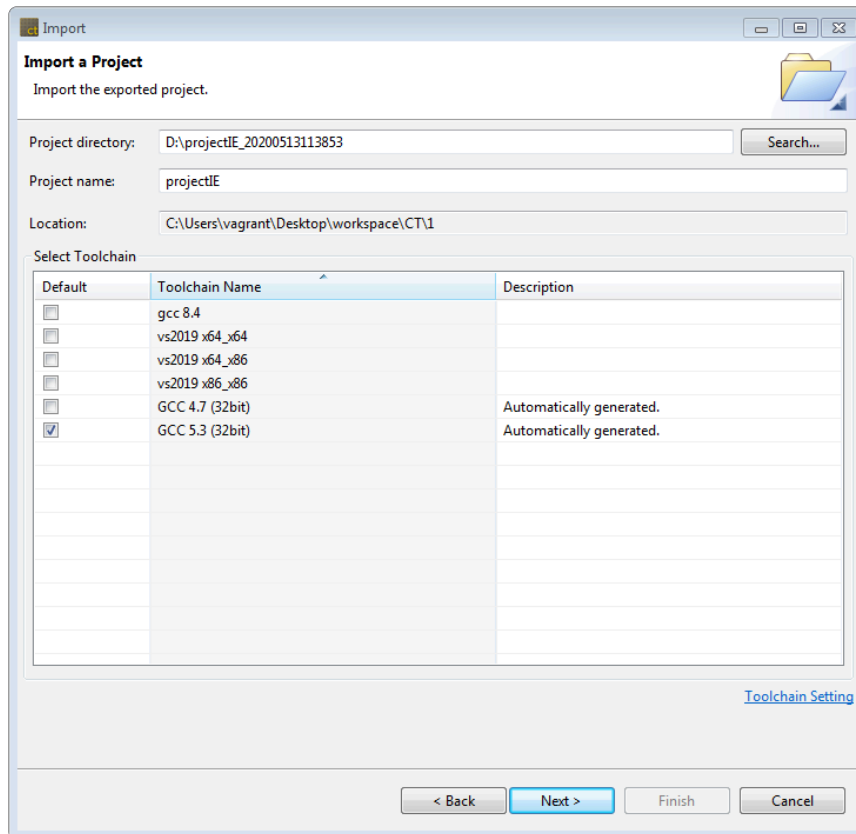 ct Import
Import a Project
Import the exported project.
Project directory: D:\projectIE_20200513113853 Search...
Project name: projectIE
Location: C:\Users\vagrant\Desktop\workspace\CT\1
Select Toolchain
Default Toolchain Name Description
gcc 8.4
vs2019 x64_x64
vs2019 x64_x86
vs2019 x86_x86
GCC 4.7 (32bit) Automatically generated.
GCC 5.3 (32bit) Automatically generated.
Toolchain Setting
< Back Next > Finish Cancel